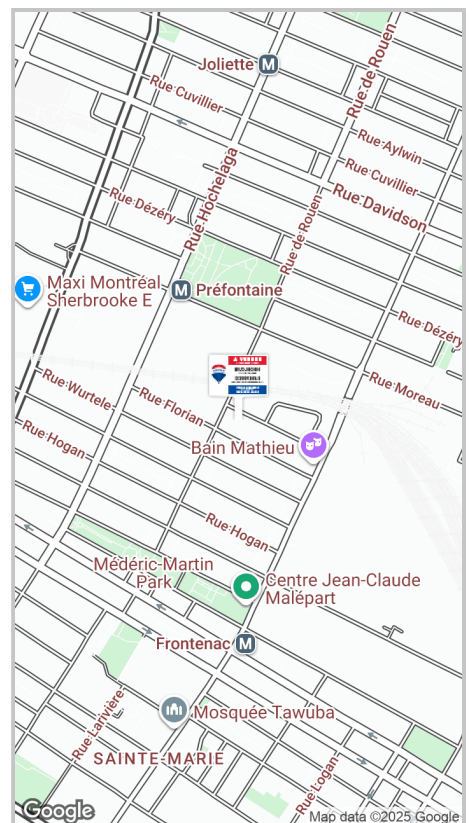 Joliette
M
Rue de Rouen
Rue Cuvillier
Rue Aylwin
Rue Cuvillier
Rue Davidson
Rue Hochelaga
Rue Dézéry
Rue de Rouen
Maxi Montréal
Sherbrooke E
M
Préfontaine
Rue Dézéry
A VENDRE
Rue Moreau
Rue Wurtele
Rue Florian
Rue Hogan
Bain Mathieu
Rue Hogan
Médéric-Martin
Park
Centre Jean-Claude
Malépart
Frontenac
M
Rue Larivière
Mosquée Tawuba
SAINTE-MARIE
Rue Logan
Google
Map data ©2025 Google